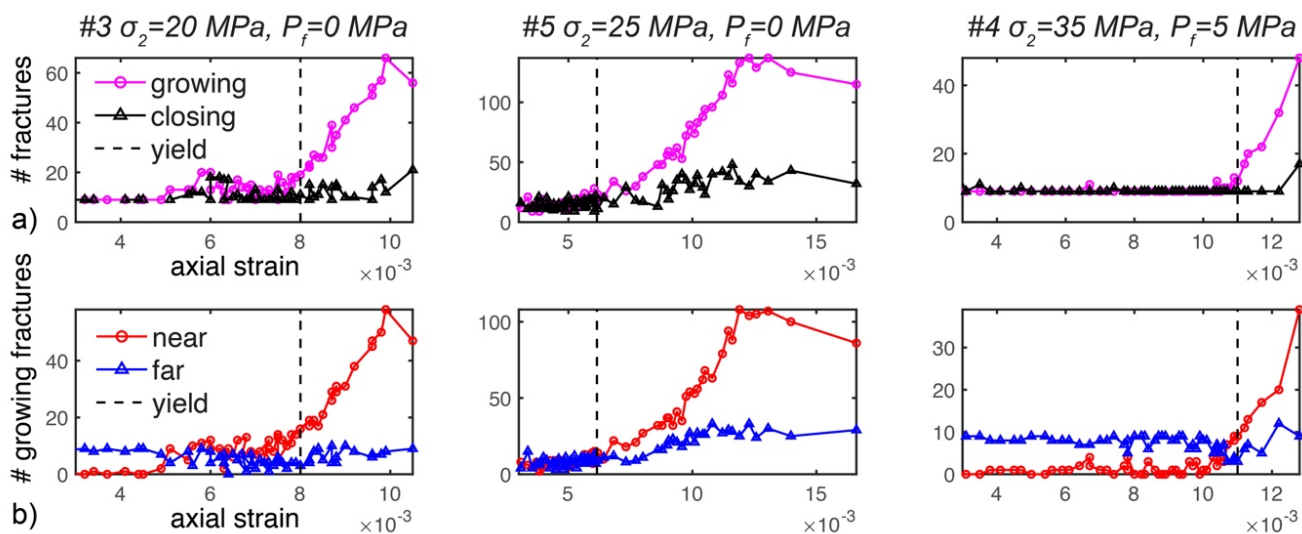 #3 σ2=20 MPa, Pf=0 MPa
#5 σ2=25 MPa, Pf=0 MPa
#4 σ2=35 MPa, Pf=5 MPa
# fractures
60
40
20
0
growing
closing
yield
4 6 8 10
axial strain
×10-3
100
50
0
5 10 15
×10-3
40
20
0
4 6 8 10 12
×10-3
a)
# growing fractures
40
20
0
near
far
yield
4 6 8 10
axial strain
×10-3
100
50
0
5 10 15
×10-3
30
20
10
0
4 6 8 10 12
×10-3
b)